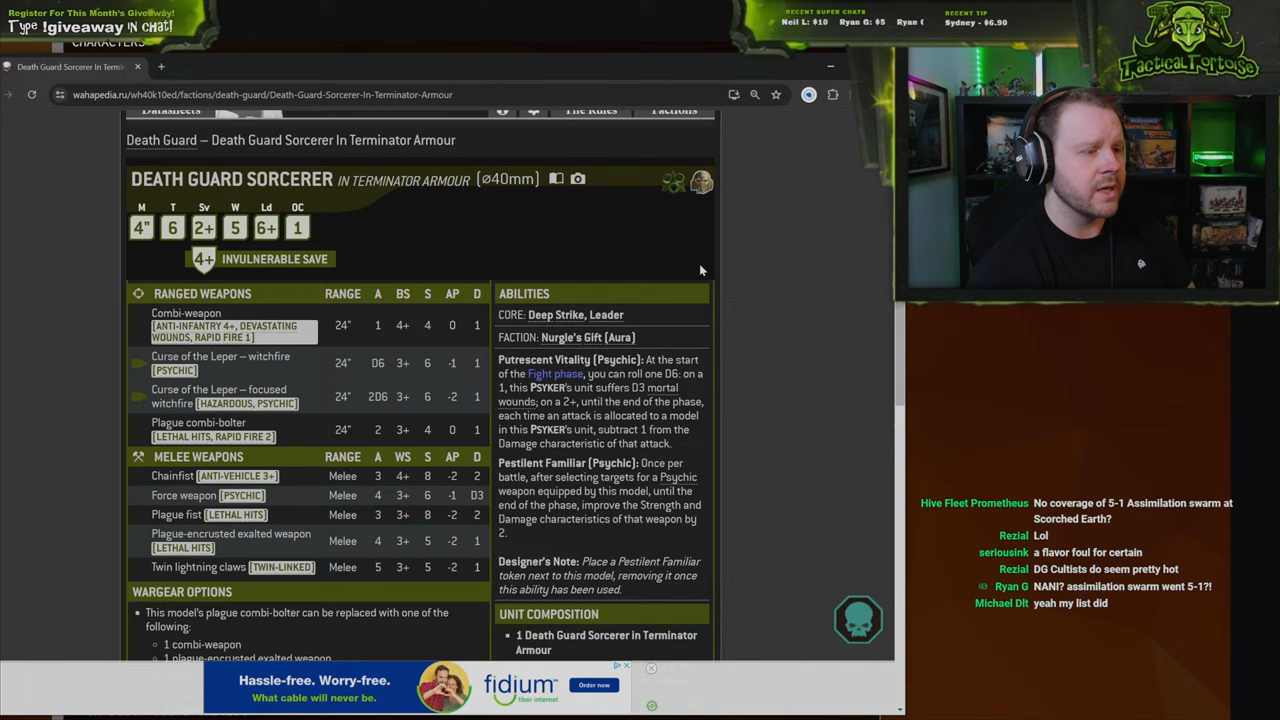 Register For This Month's Giveaway!
Type !giveaway in chat!
RECENT SUPER CHATS
Neil L: $10 Ryan G: $5 Ryan (
RECENT TIP
Sydney - $6.90
TacticalTortoise
CHARACTERS
Death Guard Sorcerer In Termin
wahapedia.ru/wh40k10ed/factions/death-guard/Death-Guard-Sorcerer-In-Terminator-Armour
Datasheets
The Rules
Factions
Death Guard — Death Guard Sorcerer In Terminator Armour
DEATH GUARD SORCERER IN TERMINATOR ARMOUR (⌀40mm)
M T Sv W Ld OC
4" 6 2+ 5 6+ 1
4+ INVULNERABLE SAVE
RANGED WEAPONS RANGE A BS S AP D
Combi-weapon
[ANTI-INFANTRY 4+, DEVASTATING
WOUNDS, RAPID FIRE 1]
24" 1 4+ 4 0 1
Curse of the Leper – witchfire
[PSYCHIC]
24" D6 3+ 6 -1 1
Curse of the Leper – focused
witchfire [HAZARDOUS, PSYCHIC]
24" 2D6 3+ 6 -2 1
Plague combi-bolter
[LETHAL HITS, RAPID FIRE 2]
24" 2 3+ 4 0 1
MELEE WEAPONS RANGE A WS S AP D
Chainfist [ANTI-VEHICLE 3+] Melee 3 4+ 8 -2 2
Force weapon [PSYCHIC] Melee 4 3+ 6 -1 D3
Plague fist [LETHAL HITS] Melee 3 3+ 8 -2 2
Plague-encrusted exalted weapon
[LETHAL HITS]
Melee 4 3+ 5 -2 1
Twin lightning claws [TWIN-LINKED] Melee 5 3+ 5 -2 1
WARGEAR OPTIONS
This model's plague combi-bolter can be replaced with one of the
following:
1 combi-weapon
1 plague-encrusted exalted weapon
ABILITIES
CORE: Deep Strike, Leader
FACTION: Nurgle's Gift (Aura)
Putrescent Vitality (Psychic): At the start
of the Fight phase, you can roll one D6: on a
1, this PSYKER's unit suffers D3 mortal
wounds; on a 2+, until the end of the phase,
each time an attack is allocated to a model
in this PSYKER's unit, subtract 1 from the
Damage characteristic of that attack.
Pestilent Familiar (Psychic): Once per
battle, after selecting targets for a Psychic
weapon equipped by this model, until the
end of the phase, improve the Strength and
Damage characteristics of that weapon by
2.
Designer's Note: Place a Pestilent Familiar
token next to this model, removing it once
this ability has been used.
UNIT COMPOSITION
1 Death Guard Sorcerer in Terminator
Armour
Hassle-free. Worry-free.
What cable will never be.
fidium
fiber internet
Order now
Hive Fleet Prometheus No coverage of 5-1 Assimilation swarm at
Scorched Earth?
Rezial Lol
seriousink a flavor foul for certain
Rezial DG Cultists do seem pretty hot
Ryan G NANI? assimilation swarm went 5-1?!
Michael Dlt yeah my list did